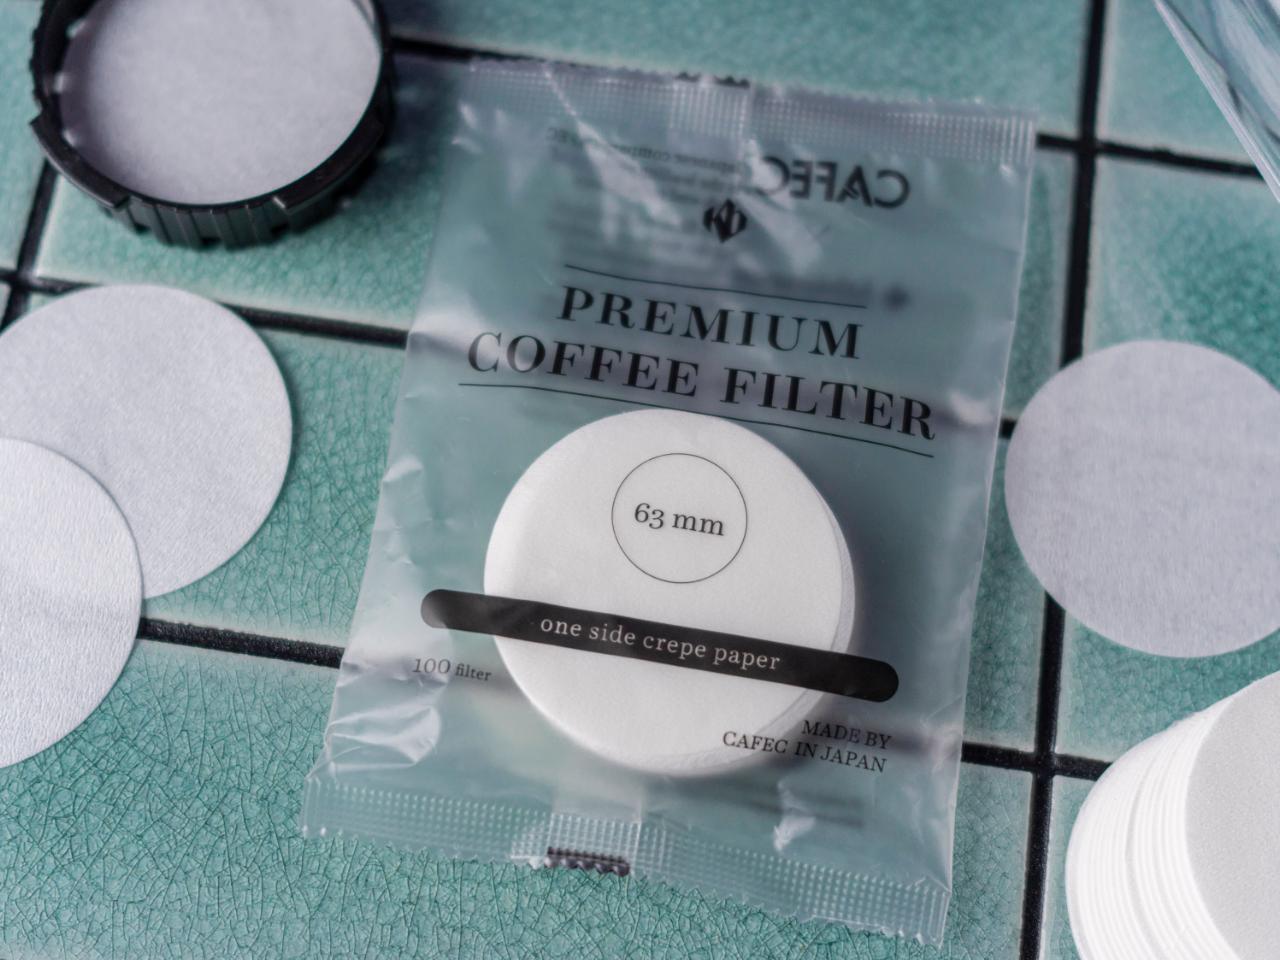 CAFEC
PREMIUM
COFFEE FILTER
63 mm
one side crepe paper
100 filter
MADE BY
CAFEC IN JAPAN